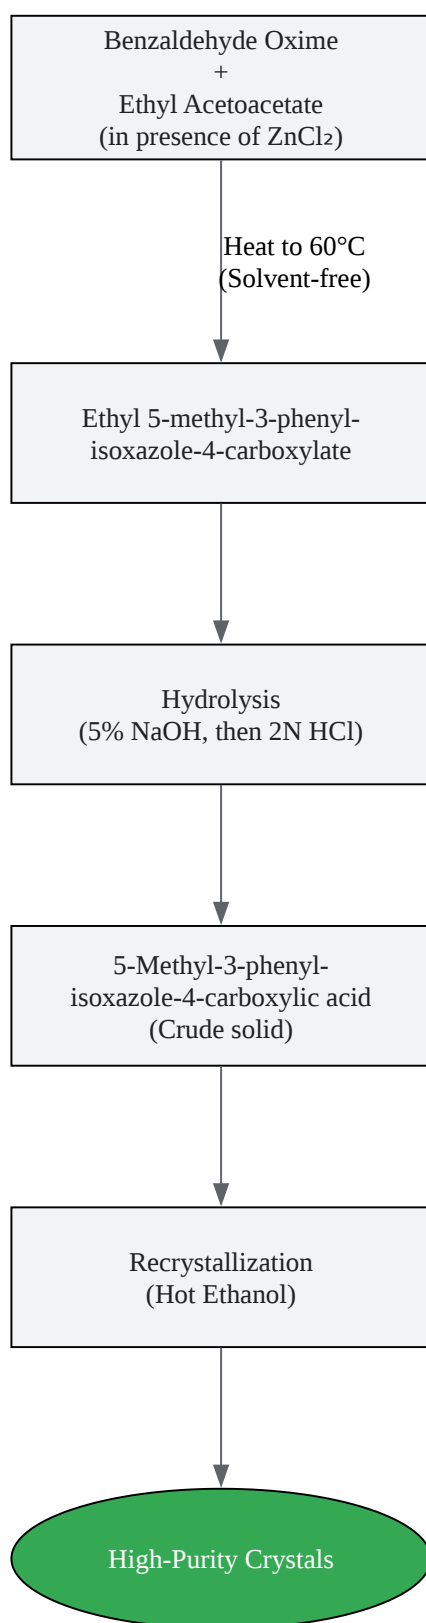 Benzaldehyde Oxime
+
Ethyl Acetoacetate
(in presence of ZnCl₂)
Heat to 60°C
(Solvent-free)
Ethyl 5-methyl-3-phenyl-
isoxazole-4-carboxylate
Hydrolysis
(5% NaOH, then 2N HCl)
5-Methyl-3-phenyl-
isoxazole-4-carboxylic acid
(Crude solid)
Recrystallization
(Hot Ethanol)
High-Purity Crystals